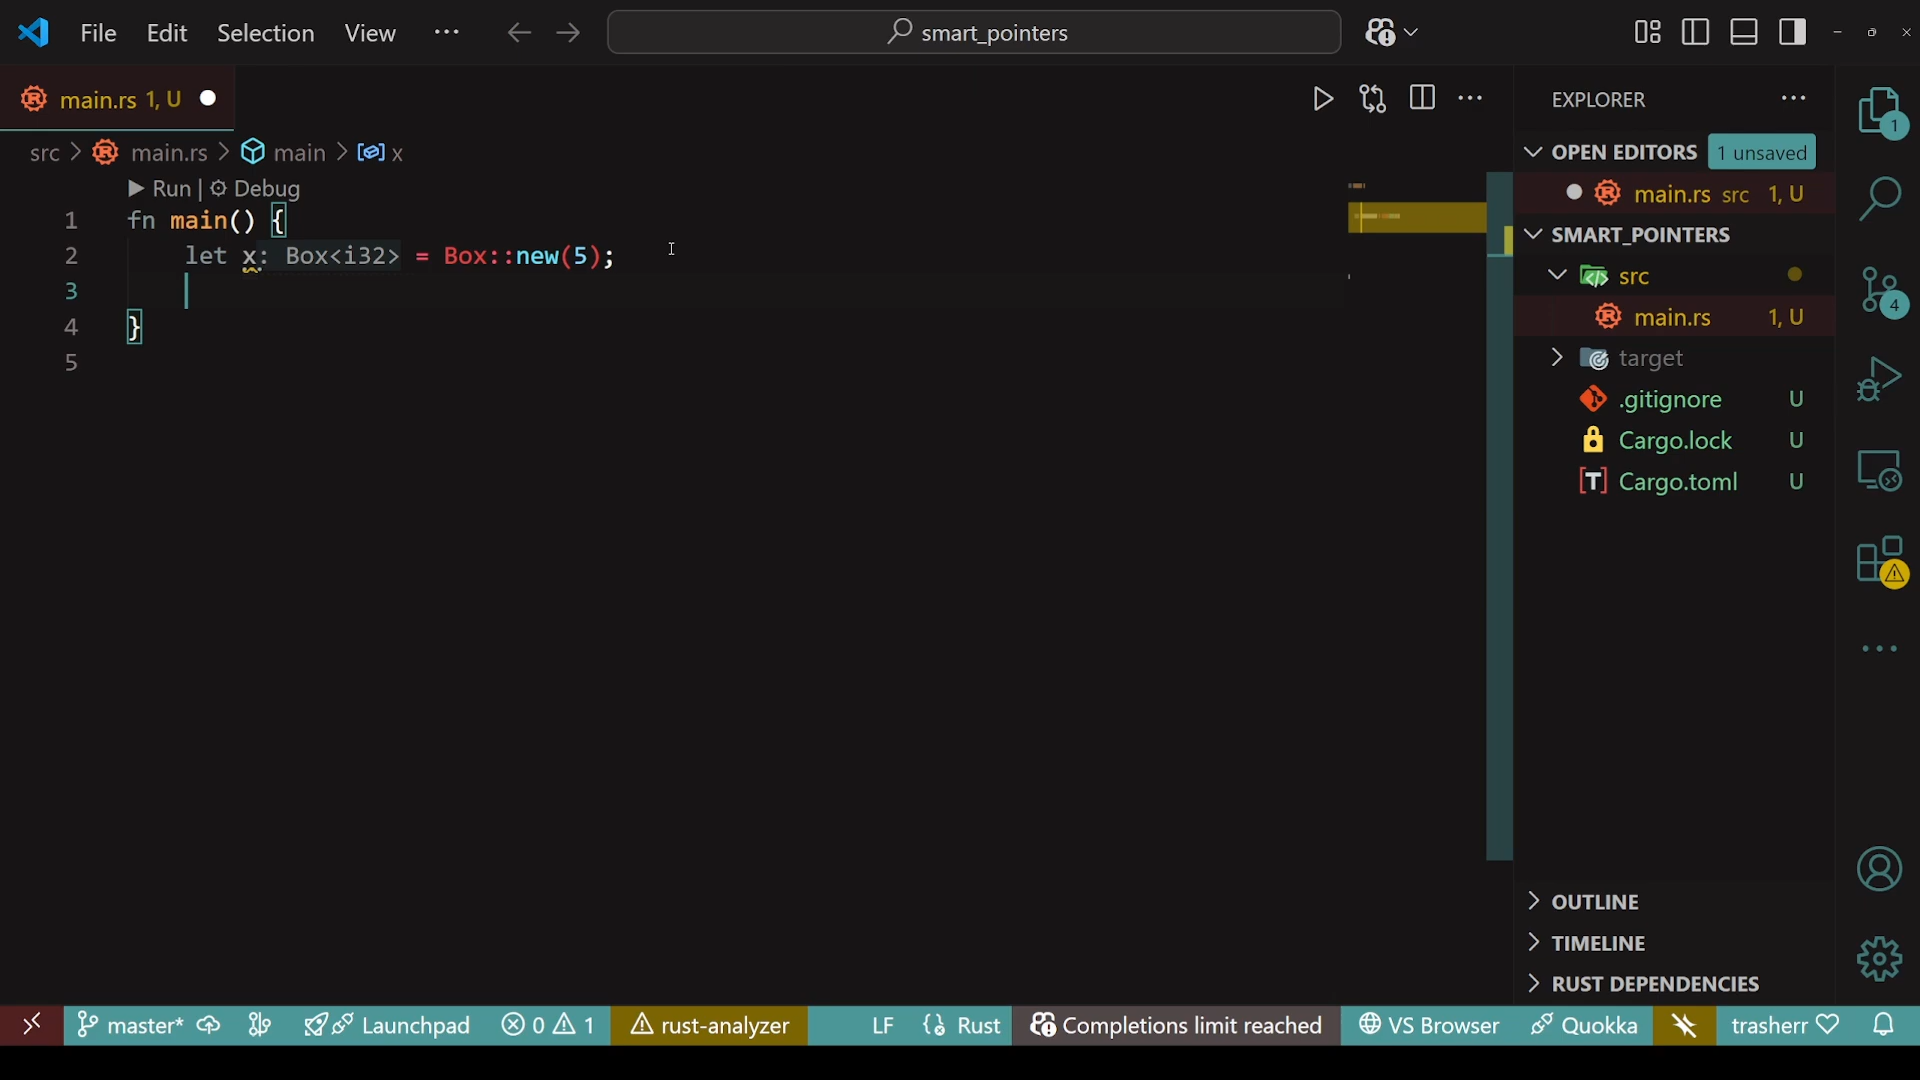 File Edit Selection View ··· smart_pointers
main.rs 1, U
src > main.rs > main > x
Run | Debug
1 fn main() {
2 let x: Box<i32> = Box::new(5);
3
4 }
5
EXPLORER ···
OPEN EDITORS 1 unsaved
main.rs src 1, U
SMART_POINTERS
src
main.rs 1, U
target
.gitignore U
Cargo.lock U
Cargo.toml U
OUTLINE
TIMELINE
RUST DEPENDENCIES
1
4
master* Launchpad 0 1 rust-analyzer LF Rust Completions limit reached VS Browser Quokka trasherr